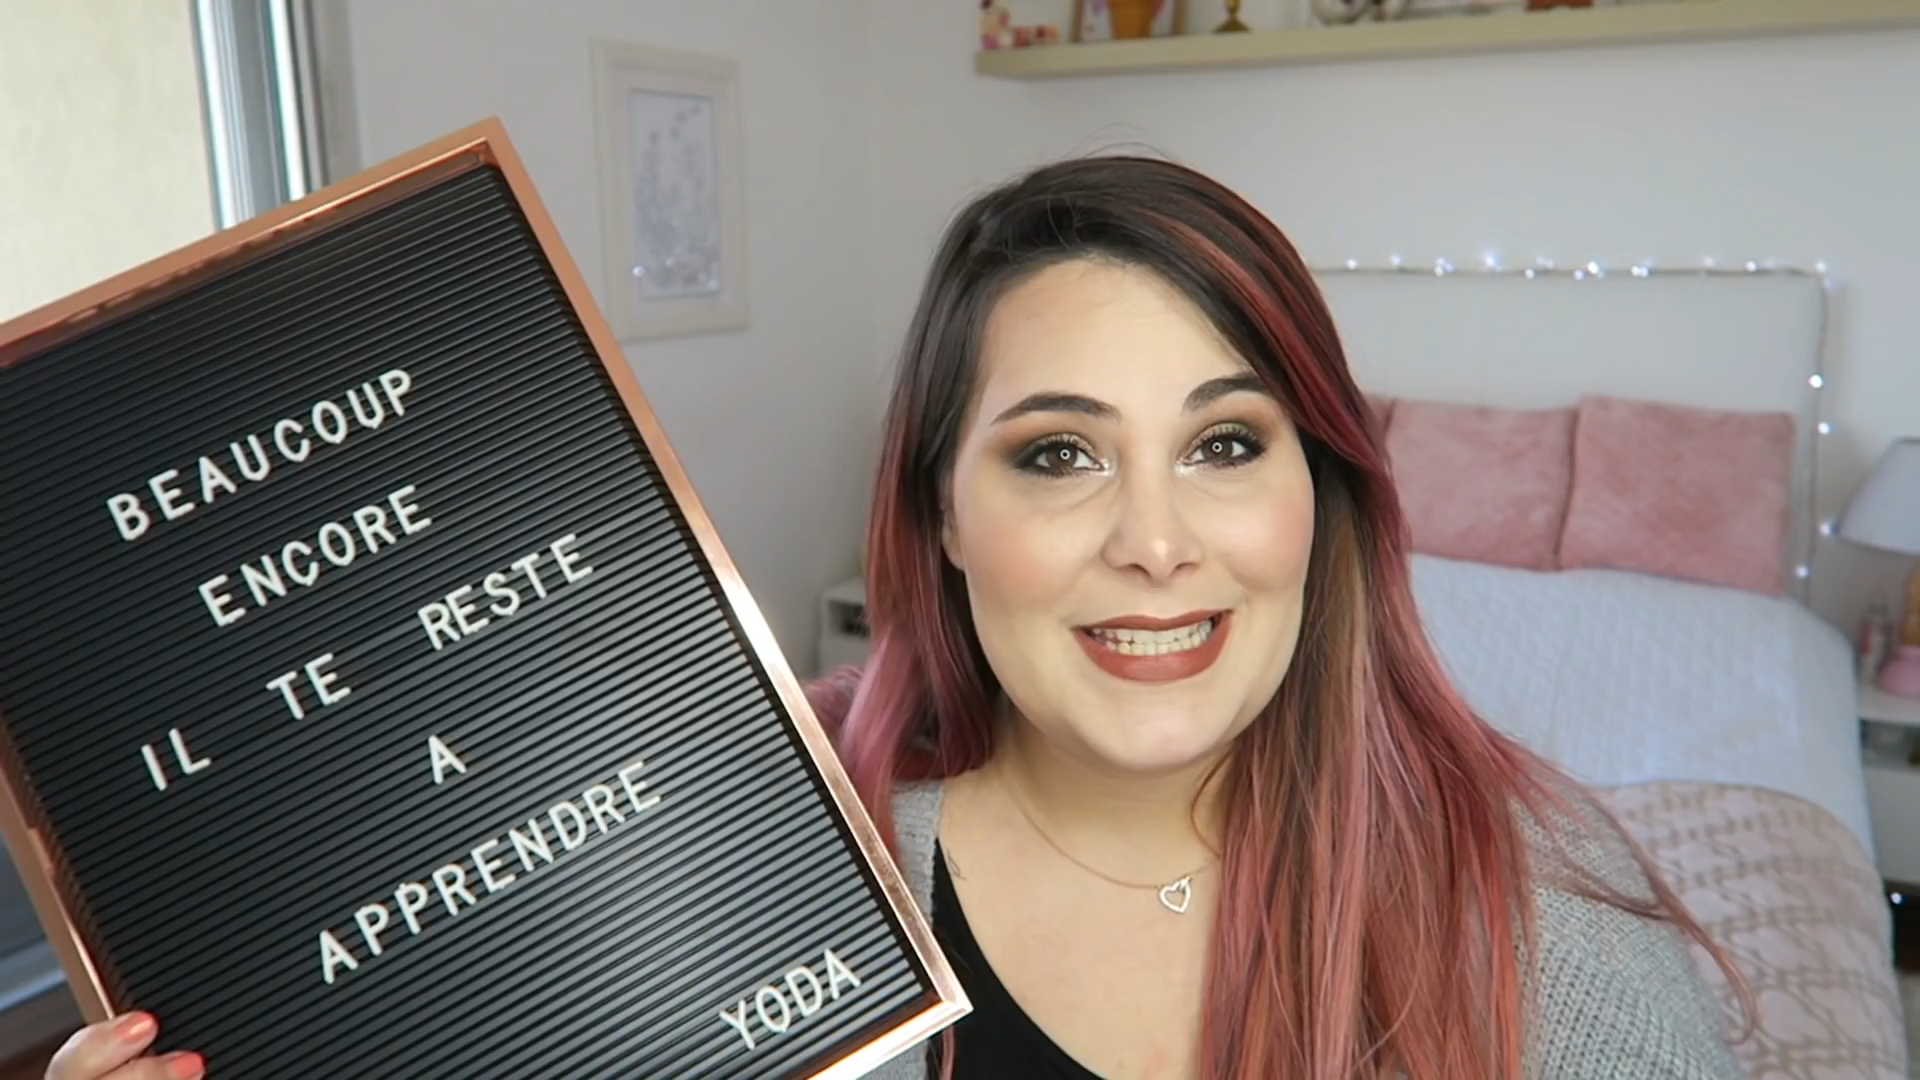 BEAUCOUP
ENCORE
IL TE RESTE
A
APPRENDRE
YODA